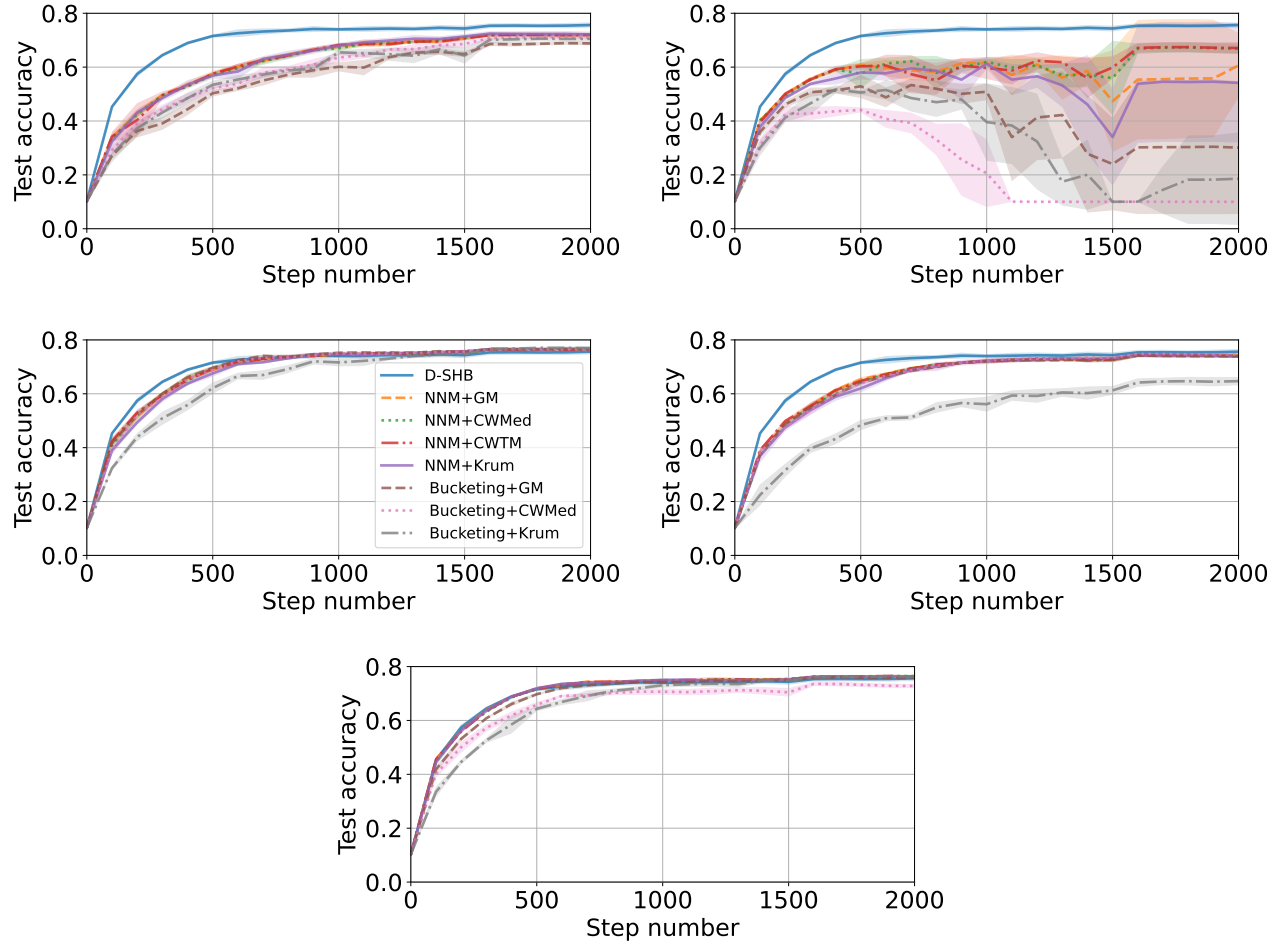 Test accuracy
0.8
0.6
0.4
0.2
0.0
0 500 1000 1500 2000
Step number
Test accuracy
0.8
0.6
0.4
0.2
0.0
0 500 1000 1500 2000
Step number
Test accuracy
0.8
0.6
0.4
0.2
0.0
0 500 1000 1500 2000
Step number
D-SHB
NNM+GM
NNM+CWMed
NNM+CWTM
NNM+Krum
Bucketing+GM
Bucketing+CWMed
Bucketing+Krum
Test accuracy
0.8
0.6
0.4
0.2
0.0
0 500 1000 1500 2000
Step number
Test accuracy
0.8
0.6
0.4
0.2
0.0
0 500 1000 1500 2000
Step number